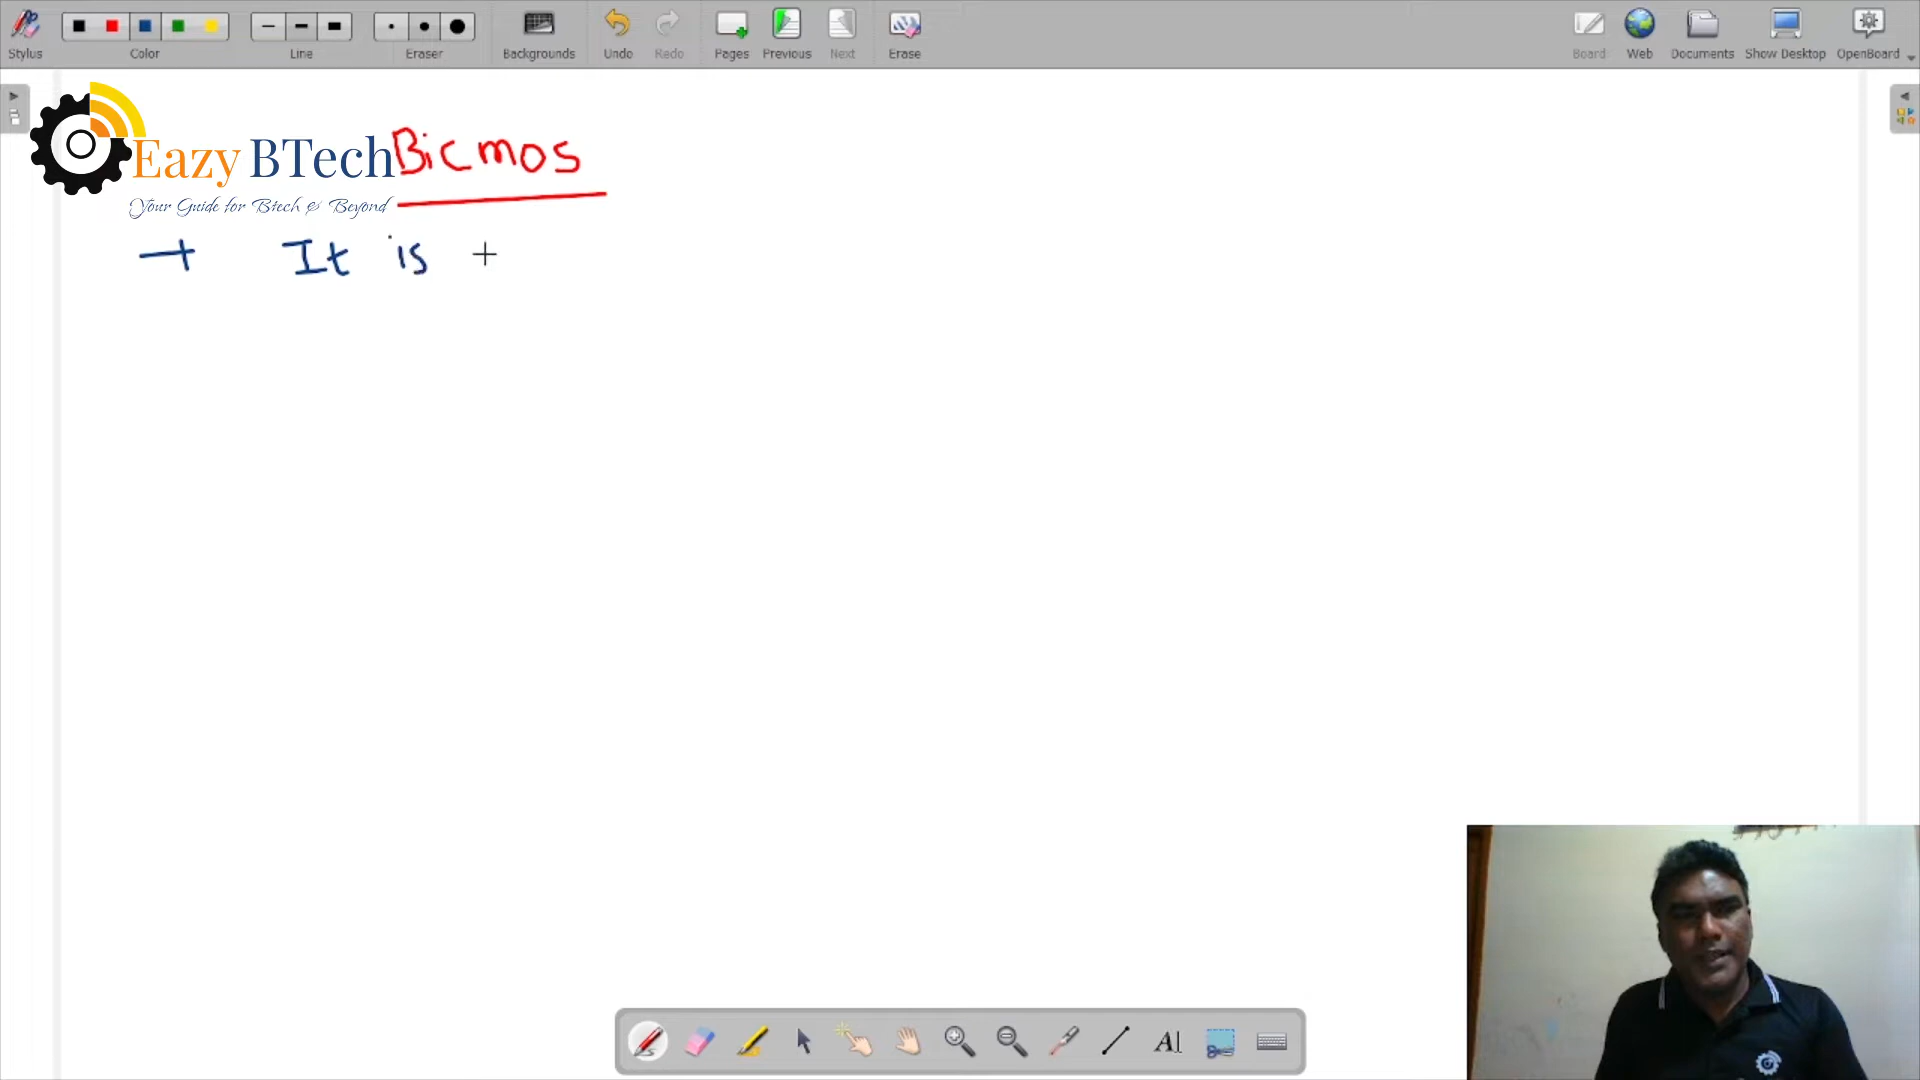 Stylus
Color
Line
Eraser
Backgrounds
Undo
Redo
Pages
Previous
Next
Erase
Board
Web
Documents
Show Desktop
OpenBoard
Eazy BTech
Your Guide for Btech & Beyond
Bicmos
It is
AI